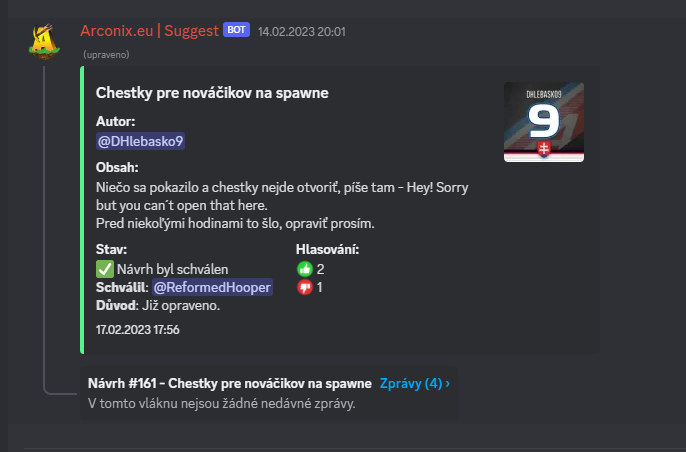 Arconix.eu | Suggest BOT 14.02.2023 20:01
(upraveno)
Chestky pre nováčikov na spawne
DHLEBASKO9
9
Autor:
@DHlebasko9
Obsah:
Niečo sa pokazilo a chestky nejde otvoriť, píše tam - Hey! Sorry
but you can´t open that here.
Pred niekoľými hodinami to šlo, opraviť prosím.
Stav: Hlasování:
Návrh byl schválen 2
Schválil: @ReformedHooper 1
Důvod: Již opraveno.
17.02.2023 17:56
Návrh #161 - Chestky pre nováčikov na spawne Zprávy (4) ›
V tomto vláknu nejsou žádné nedávné zprávy.